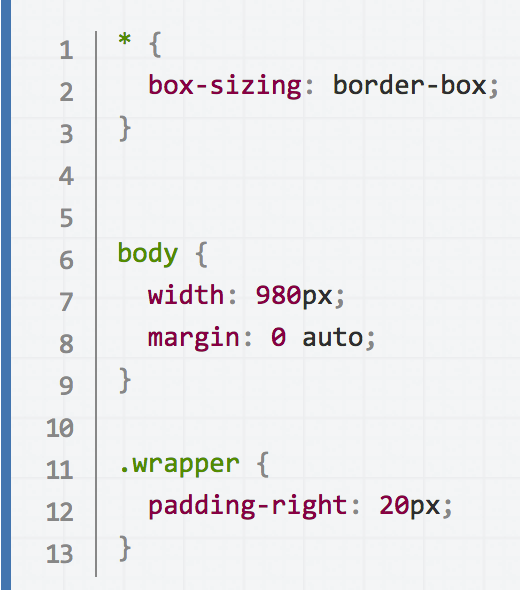 1 * {
2   box-sizing: border-box;
3 }
4
5
6 body {
7   width: 980px;
8   margin: 0 auto;
9 }
10
11 .wrapper {
12   padding-right: 20px;
13 }